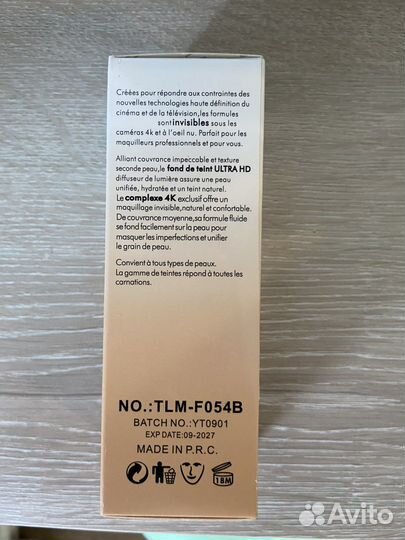 Créées pour répondre aux contraintes des
nouvelles technologies haute définition du
cinéma et de la télévision,les formules
sont invisibles sous les
caméras 4k et à l'oeil nu. Parfait pour les
maquilleurs professionnels et pour vous.
Alliant couvrance impeccable et texture
seconde peau,le fond de teint ULTRA HD
diffuseur de lumière assure une peau
unifiée, hydratée et un teint naturel.
Le complexe 4K exclusif offre un
maquillage invisible,naturel et confortable.
De couvrance moyenne,sa formule fluide
se fond facilement sur la peau pour
masquer les imperfections et unifier
le grain de peau.
Convient à tous types de peaux.
La gamme de teintes répond à toutes les
carnations.
NO.:TLM-F054B
BATCH NO.:YT0901
EXP DATE:09-2027
MADE IN P.R.C.
18M
Avito